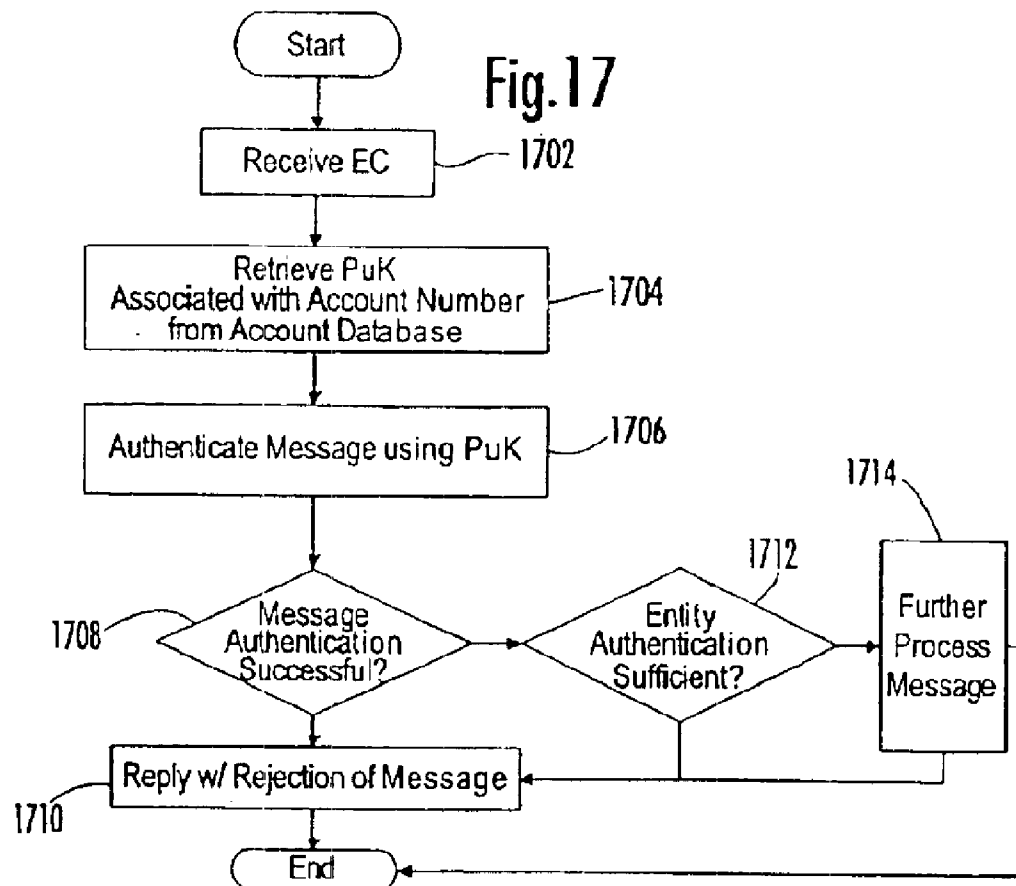 Start
Fig.17
Receive EC
1702
Retrieve PuK
Associated with Account Number
from Account Database
1704
Authenticate Message using PuK
1706
1714
1712
1708
Message
Authentication
Successful?
Entity
Authentication
Sufficient?
Further
Process
Message
Reply w/ Rejection of Message
1710
End